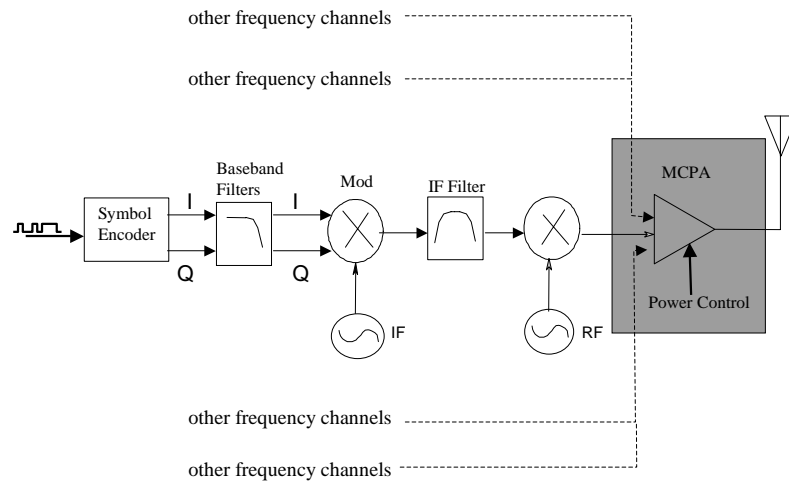 other frequency channels
other frequency channels
MCPA
Baseband
Filters
Mod
IF Filter
I
I
Symbol
Encoder
Q
Q
Power Control
IF
RF
other frequency channels
other frequency channels